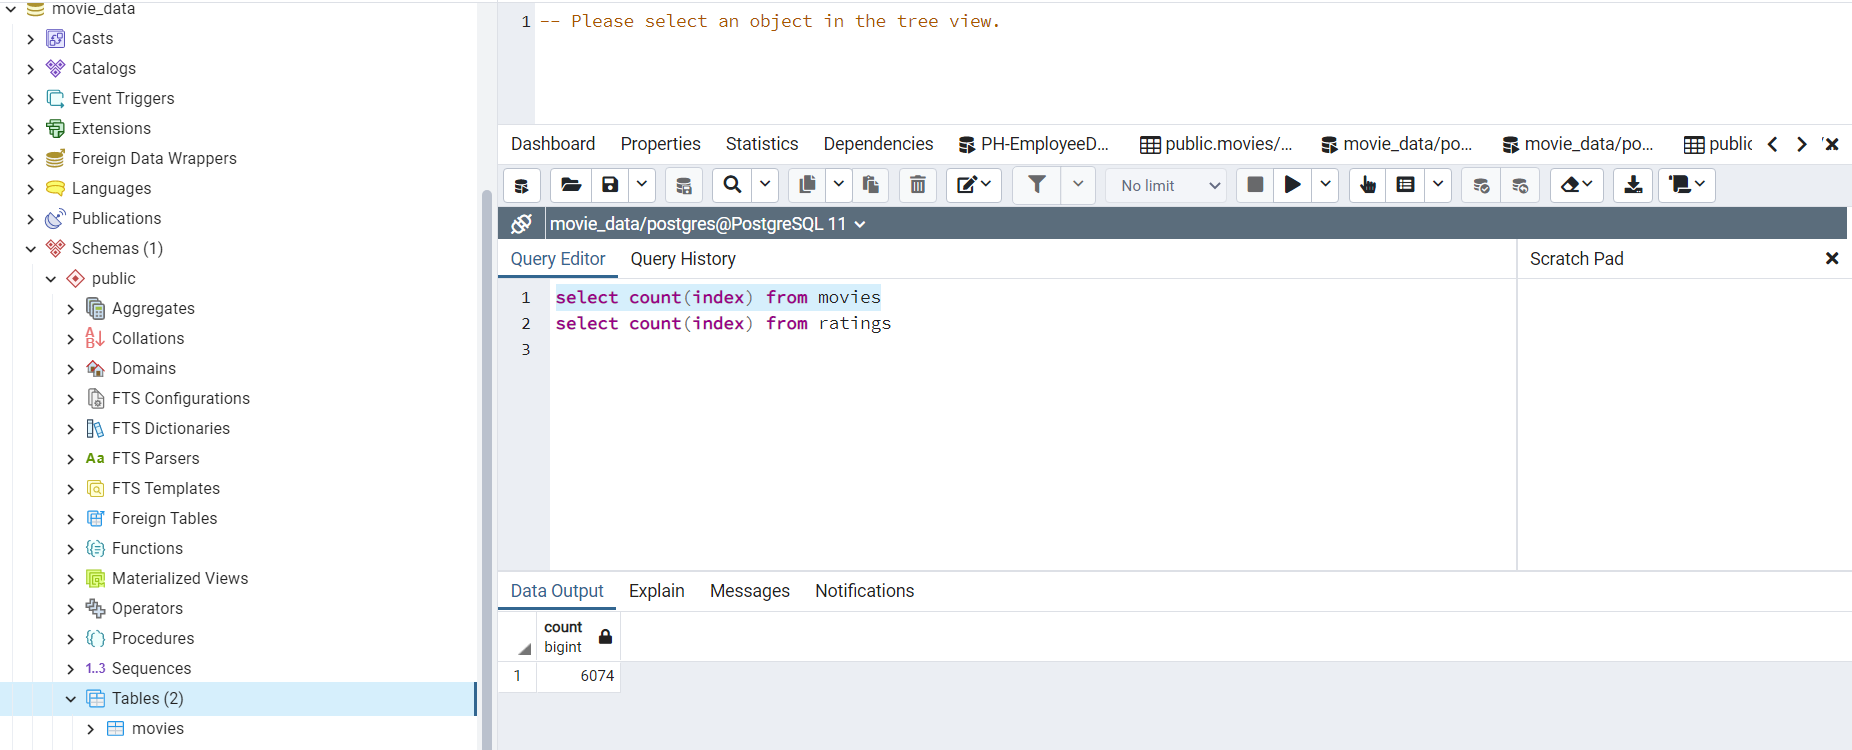 movie_data
Casts
Catalogs
Event Triggers
Extensions
Foreign Data Wrappers
Languages
Publications
Schemas (1)
public
Aggregates
Collations
Domains
FTS Configurations
FTS Dictionaries
Aa FTS Parsers
FTS Templates
Foreign Tables
Functions
Materialized Views
Operators
Procedures
1..3 Sequences
Tables (2)
movies
1 -- Please select an object in the tree view.
Dashboard Properties Statistics Dependencies PH-EmployeeD... public.movies/... movie_data/po... movie_data/po... public
No limit
movie_data/postgres@PostgreSQL 11
Query Editor Query History Scratch Pad
1 select count(index) from movies
2 select count(index) from ratings
3
Data Output Explain Messages Notifications
count
bigint
1 6074